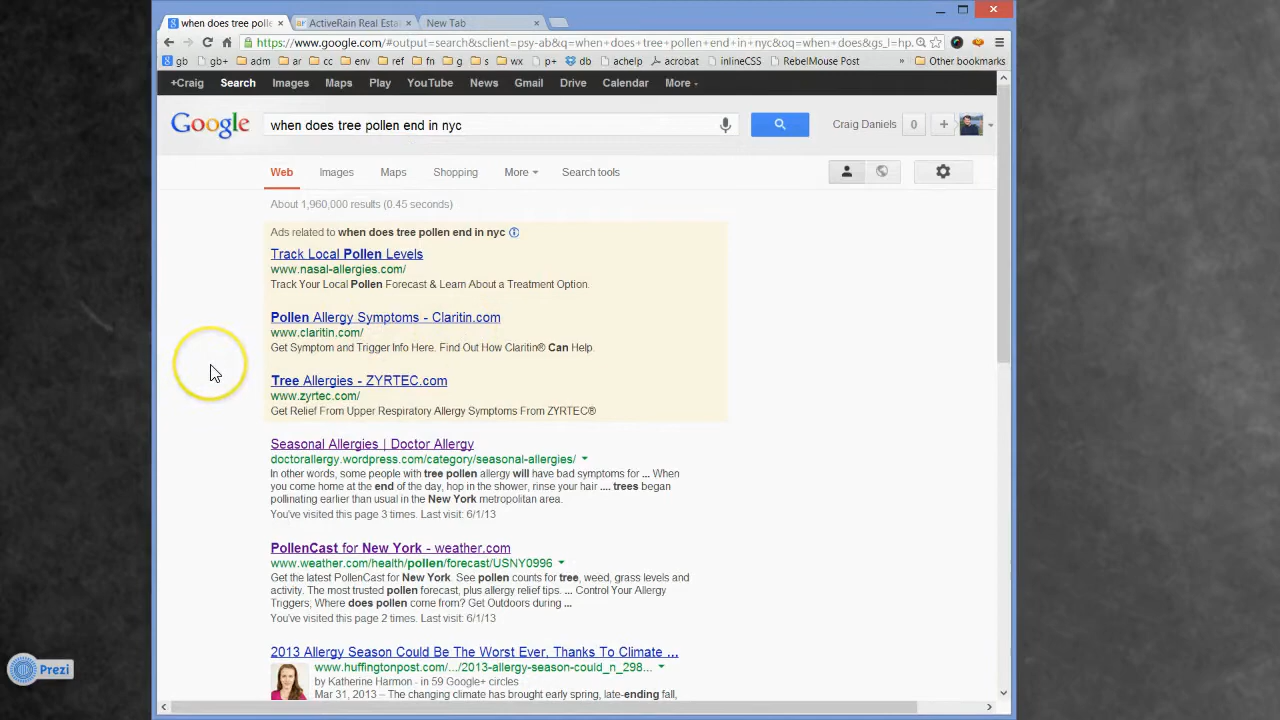 when does tree polle
ActiveRain Real Estat
New Tab
https://www.google.com/#output=search&sclient=psy-ab&q=when+does+tree+pollen+end+in+nyc&oq=when+does&gs_l=hp.
gb gb+ adm ar cc env ref fn g s wx p+ db achelp acrobat inlineCSS RebelMouse Post » Other bookmarks
+Craig Search Images Maps Play YouTube News Gmail Drive Calendar More
Google when does tree pollen end in nyc Craig Daniels 0 +
Web Images Maps Shopping More Search tools
About 1,960,000 results (0.45 seconds)
Ads related to when does tree pollen end in nyc
Track Local Pollen Levels
www.nasal-allergies.com/
Track Your Local Pollen Forecast & Learn About a Treatment Option.
Pollen Allergy Symptoms - Claritin.com
www.claritin.com/
Get Symptom and Trigger Info Here. Find Out How Claritin® Can Help.
Tree Allergies - ZYRTEC.com
www.zyrtec.com/
Get Relief From Upper Respiratory Allergy Symptoms From ZYRTEC®
Seasonal Allergies | Doctor Allergy
doctorallergy.wordpress.com/category/seasonal-allergies/
In other words, some people with tree pollen allergy will have bad symptoms for ... When
you come home at the end of the day, hop in the shower, rinse your hair .... trees began
pollinating earlier than usual in the New York metropolitan area.
You've visited this page 3 times. Last visit: 6/1/13
PollenCast for New York - weather.com
www.weather.com/health/pollen/forecast/USNY0996
Get the latest PollenCast for New York. See pollen counts for tree, weed, grass levels and
activity. The most trusted pollen forecast, plus allergy relief tips. ... Control Your Allergy
Triggers; Where does pollen come from? Get Outdoors during ...
You've visited this page 2 times. Last visit: 6/1/13
2013 Allergy Season Could Be The Worst Ever, Thanks To Climate ...
www.huffingtonpost.com/.../2013-allergy-season-could_n_298...
by Katherine Harmon - in 59 Google+ circles
Mar 31, 2013 – The changing climate has brought early spring, late-ending fall,
Prezi